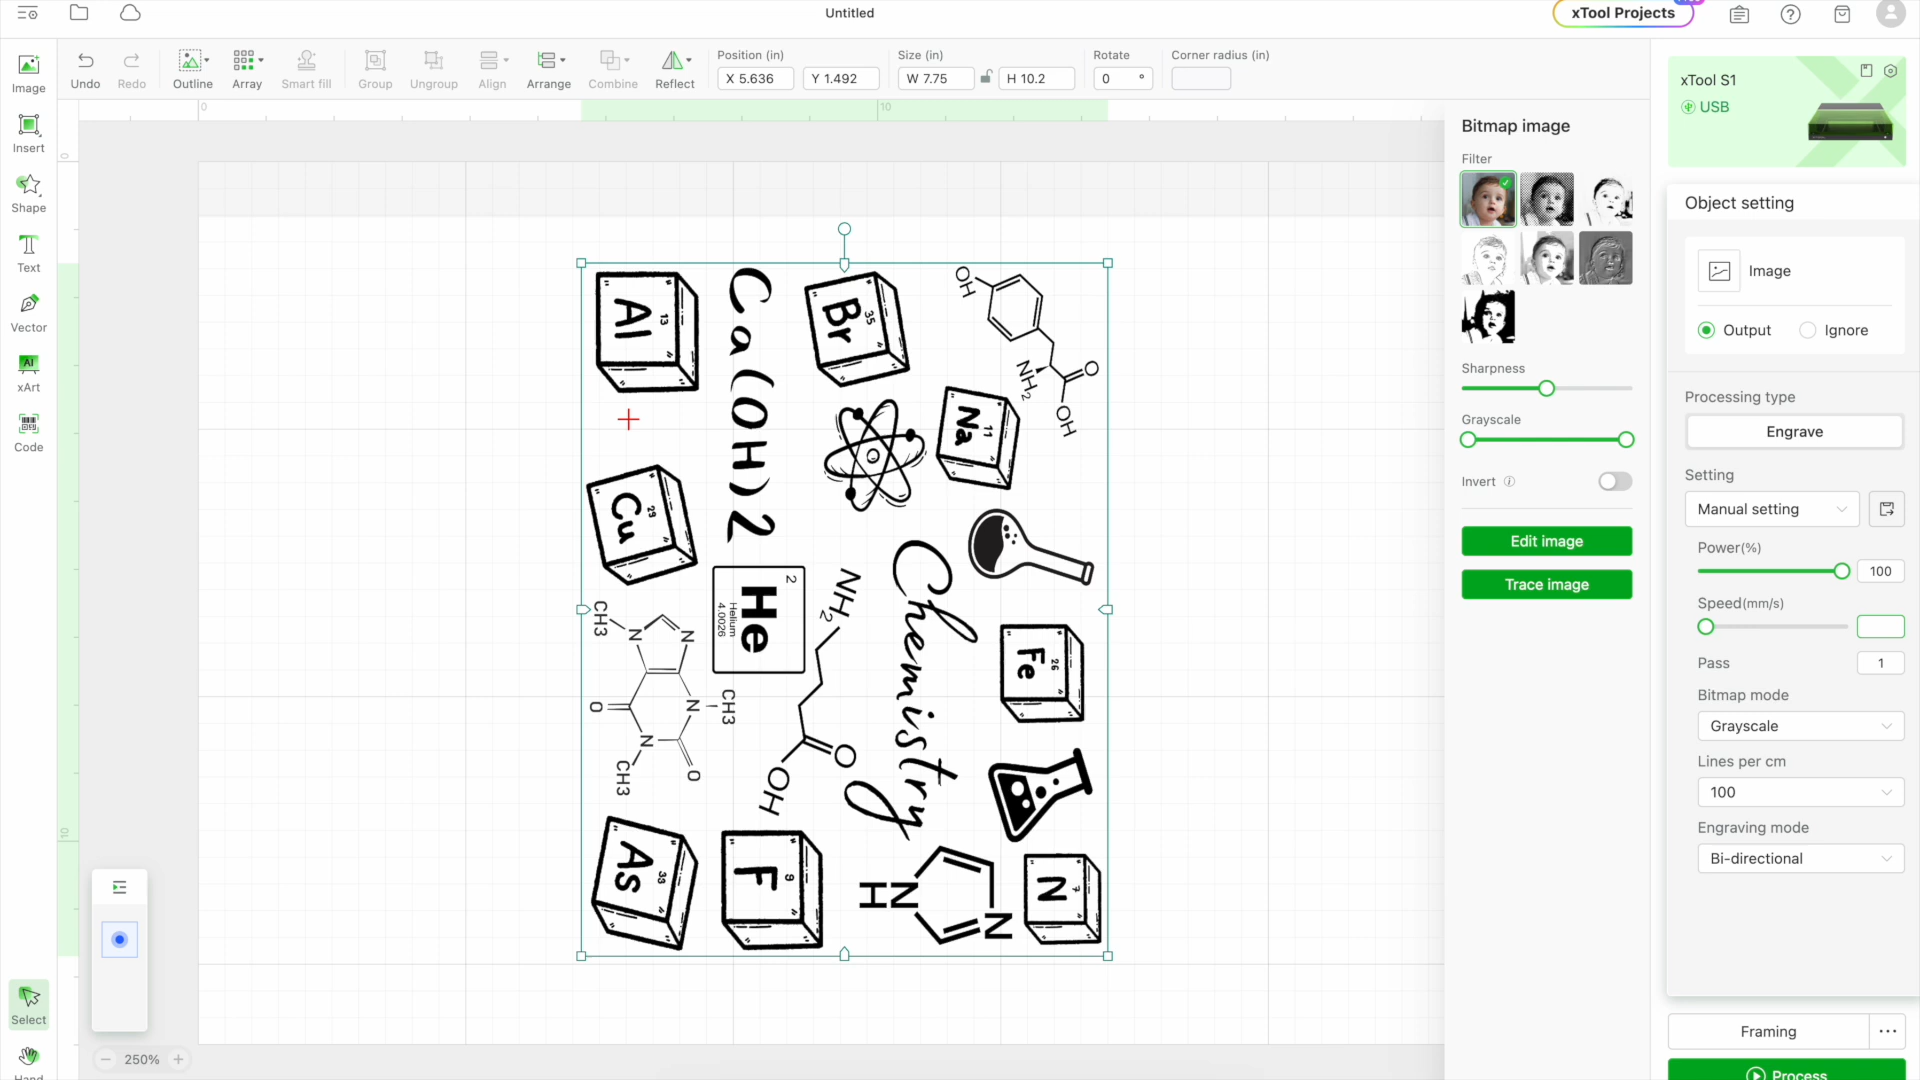 Untitled
xTool Projects
Undo
Redo
Outline
Array
Smart fill
Group
Ungroup
Align
Arrange
Combine
Reflect
Position (in)
X 5.636
Y 1.492
Size (in)
W 7.75
H 10.2
Rotate
0 °
Corner radius (in)
Image
Insert
Shape
Text
Vector
AI
xArt
Code
Select
Hand
0
10
0
10
250%
Al
13
Ca(OH)2
Br
35
OH
NH2
O
OH
Na
11
Cu
29
He
2
Helium
4.0026
NH2
O
OH
Chemistry
Fe
26
CH3
N
N
O
N
CH3
N
O
CH3
As
33
F
9
HN
N
N
7
Bitmap image
Filter
Sharpness
Grayscale
Invert
Edit image
Trace image
xTool S1
USB
Object setting
Image
Output
Ignore
Processing type
Engrave
Setting
Manual setting
Power(%)
100
Speed(mm/s)
Pass
1
Bitmap mode
Grayscale
Lines per cm
100
Engraving mode
Bi-directional
Framing
Process